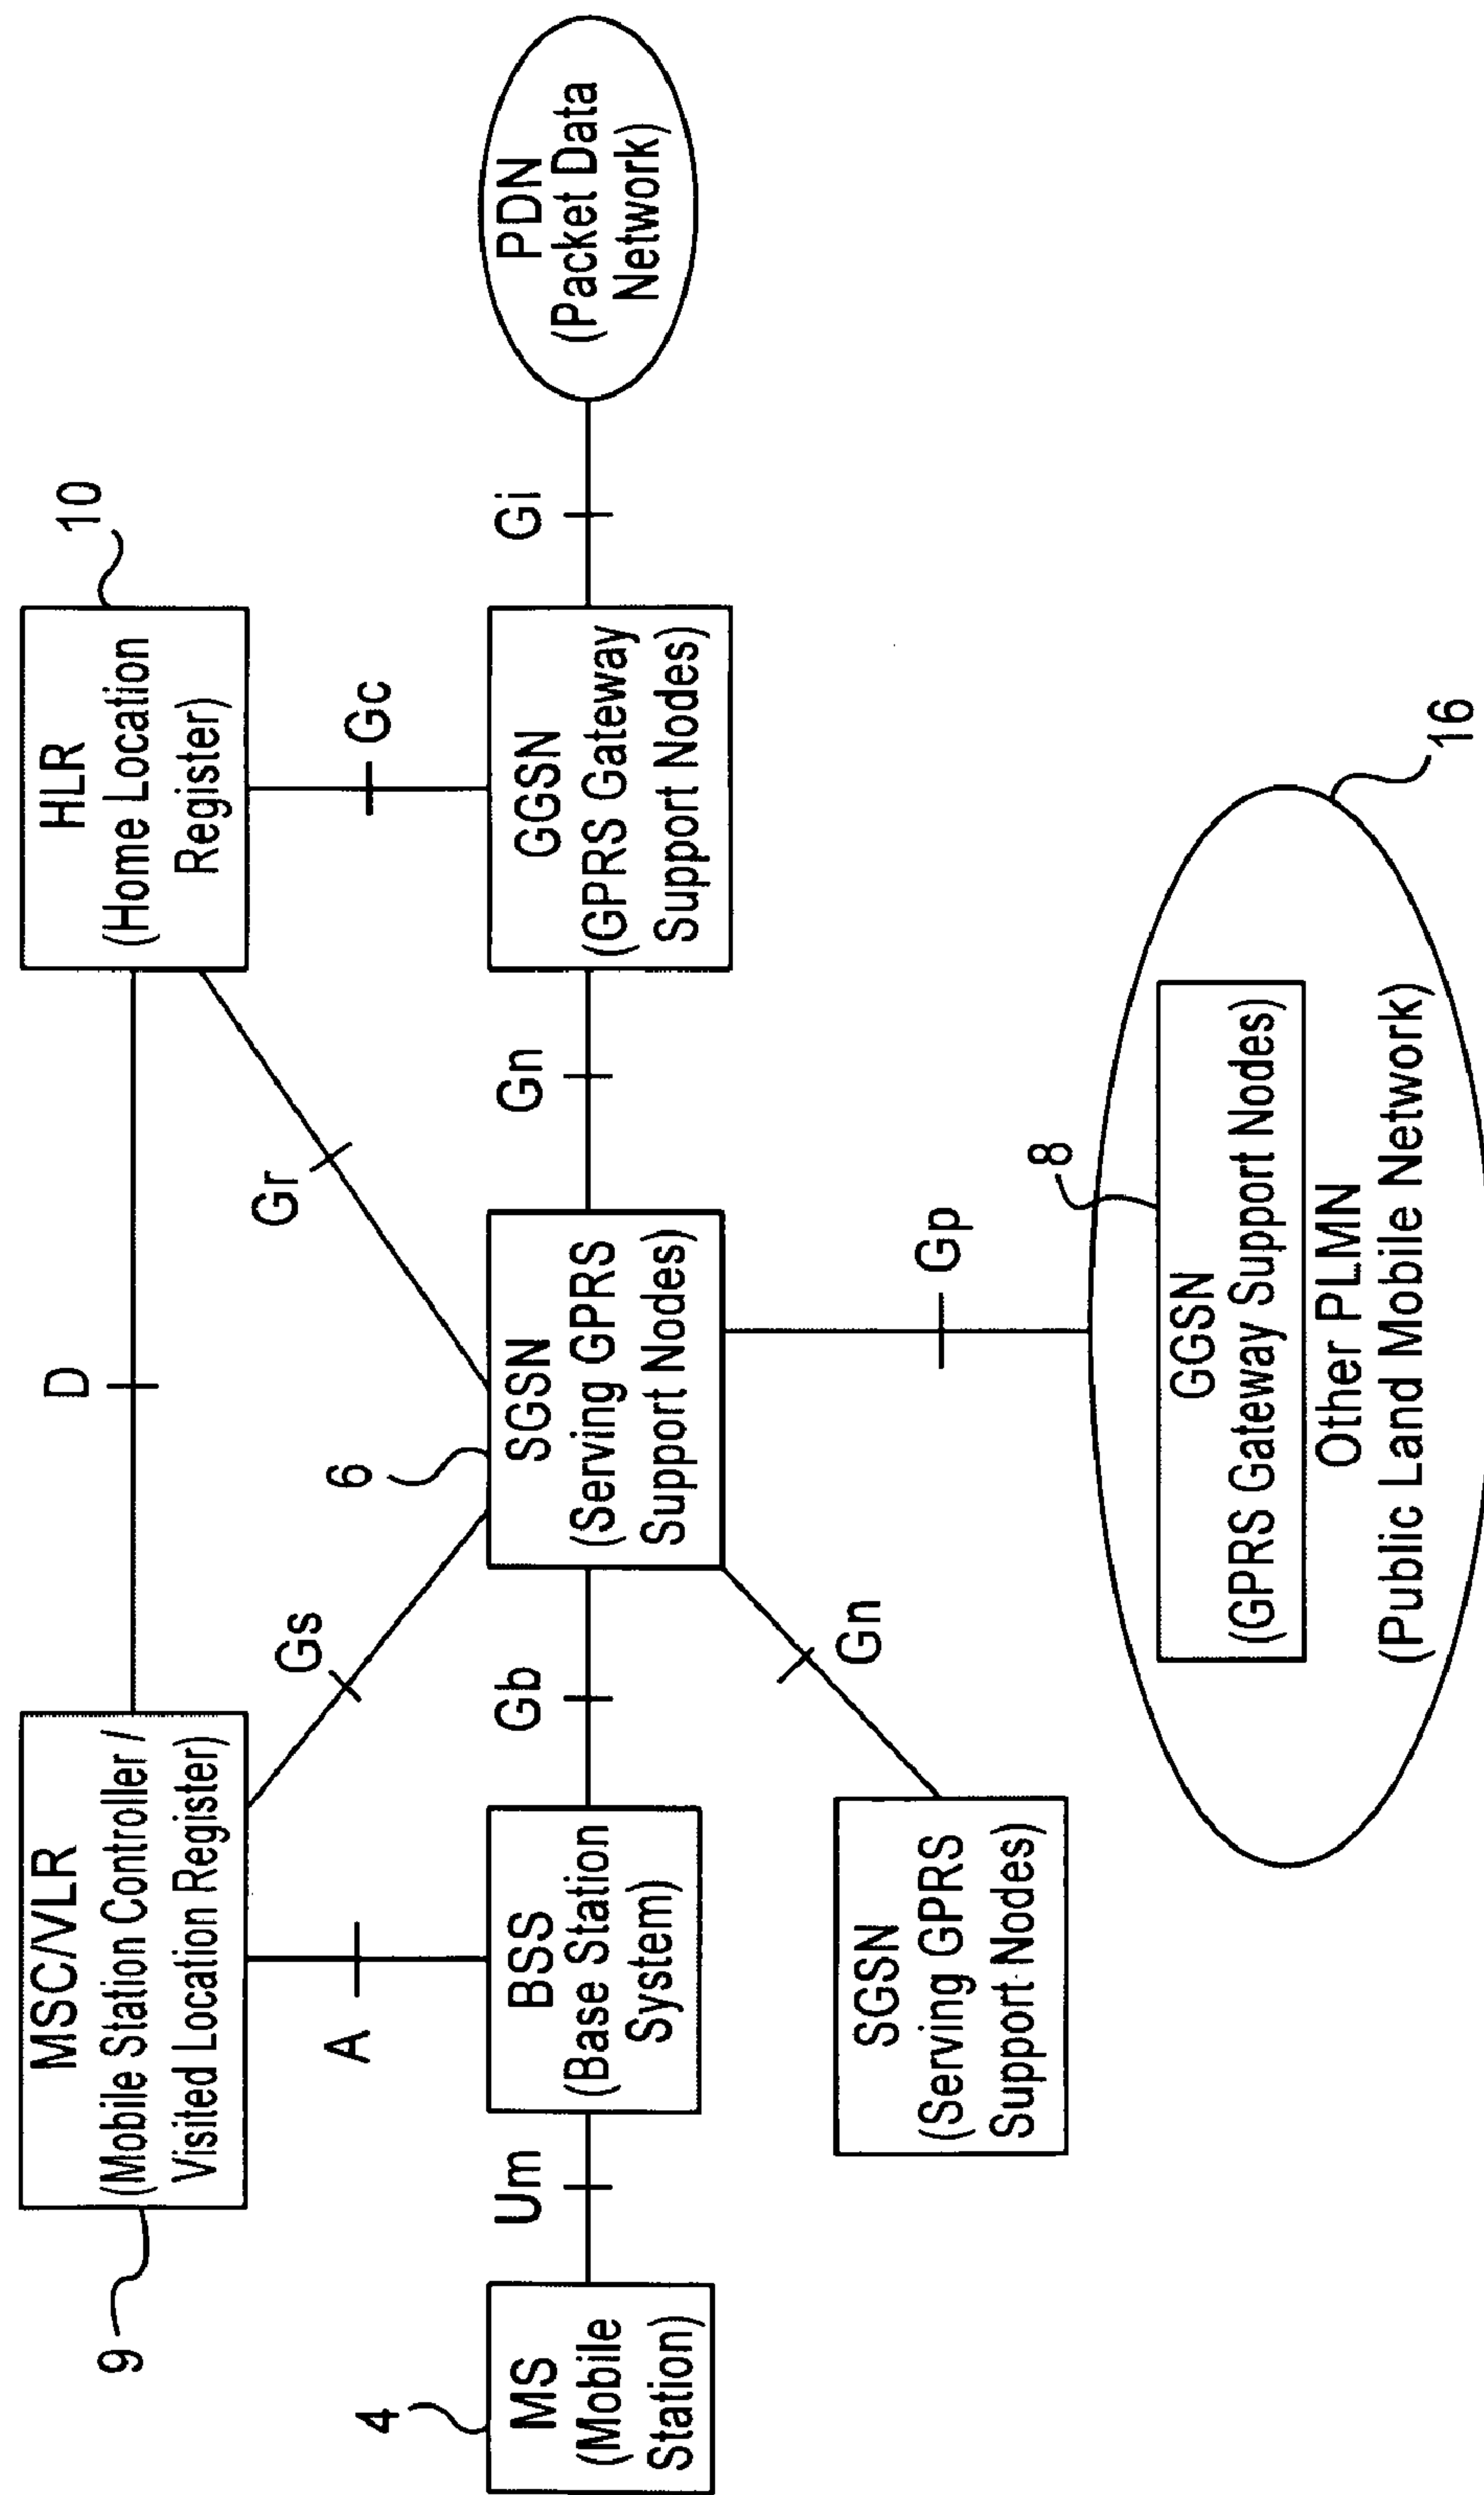 9
MSC/VLR
(Mobile Station Controller /
Visited Location Register)
D
10
HLR
(Home Location
Register)
A
Gs
6
Gr
Gc
4
MS
(Mobile
Station)
Um
BSS
(Base Station
System)
Gb
SGSN
(Serving GPRS
Support Nodes)
Gn
GGSN
(GPRS Gateway
Support Nodes)
Gi
PDN
(Packet Data
Network)
Gn
Gp
SGSN
(Serving GPRS
Support Nodes)
8
GGSN
(GPRS Gateway Support Nodes)
Other PLMN
(Public Land Mobile Network)
16